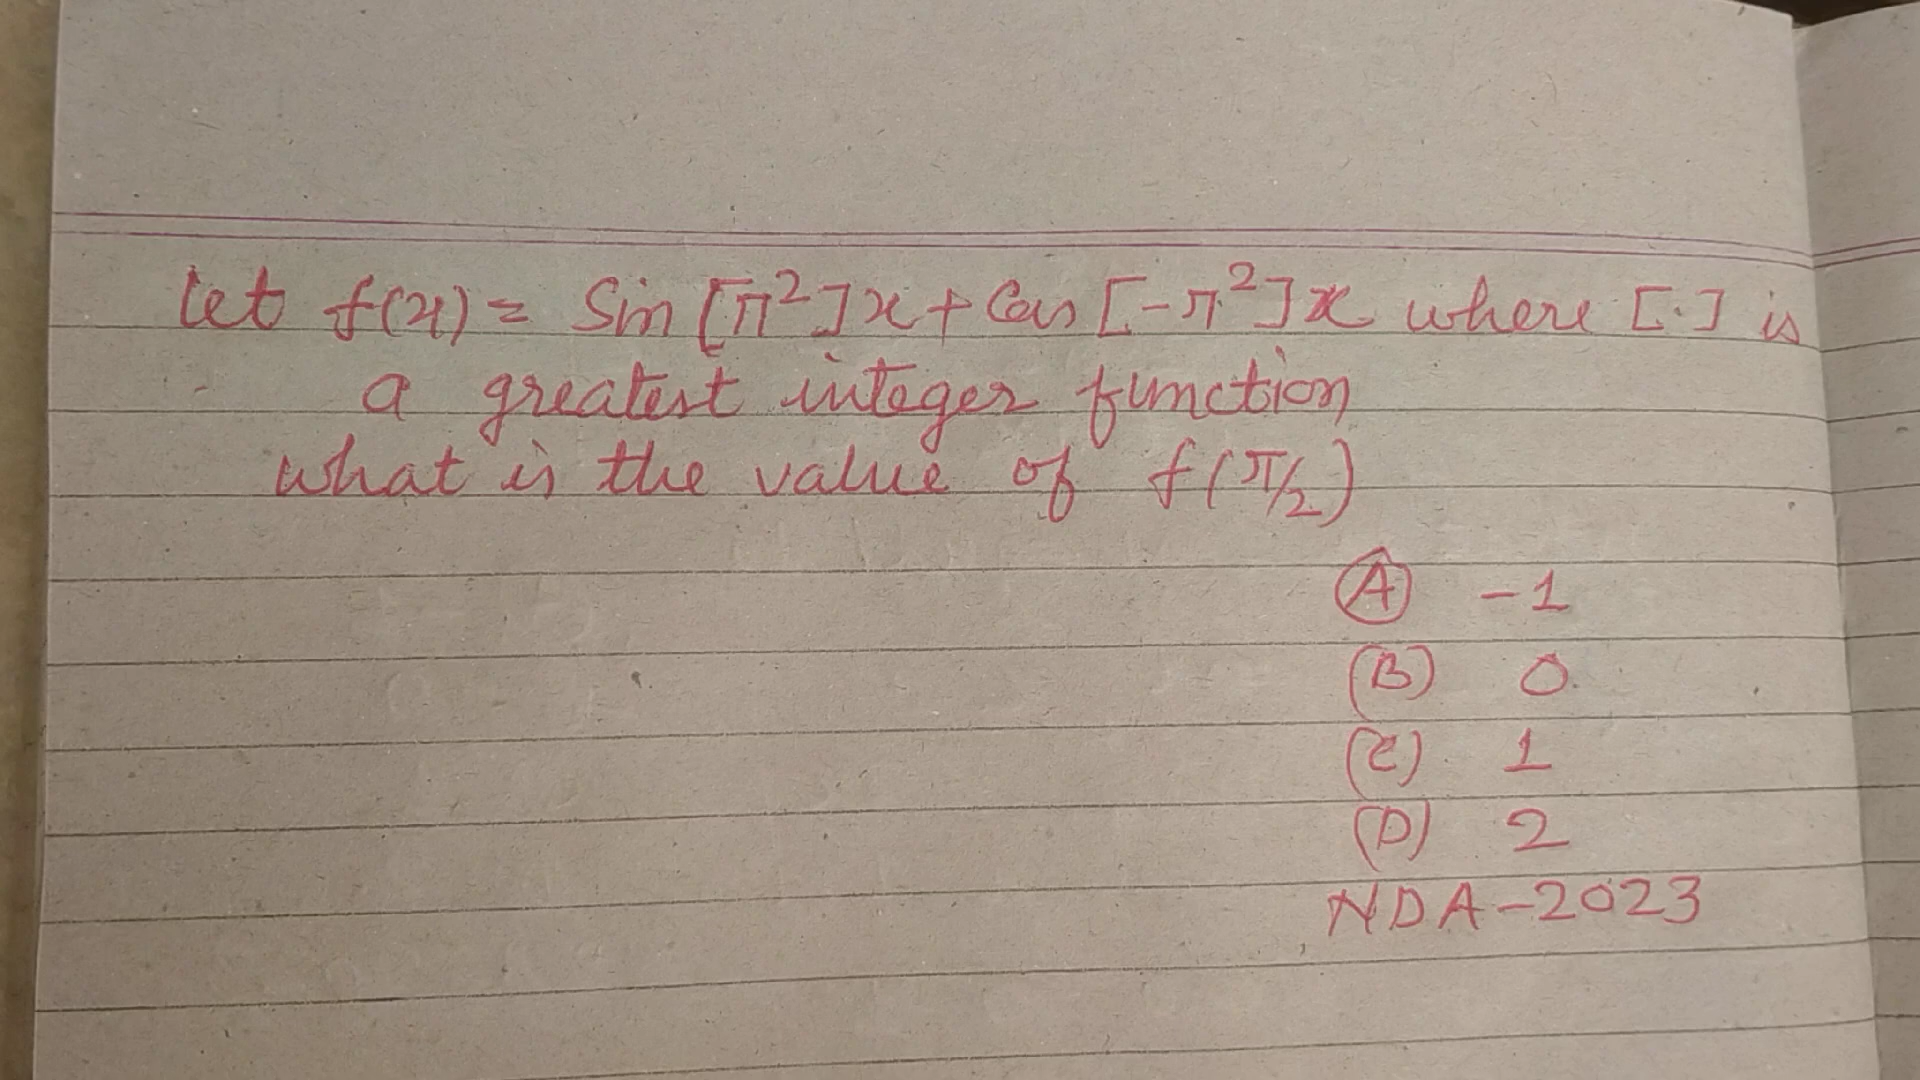 let f(x) = Sin [π²]x + Cos [-π²]x where [.] is
a greatest integer function
what is the value of f(π/2)
(A) -1
(B) 0
(C) 1
(D) 2
NDA-2023